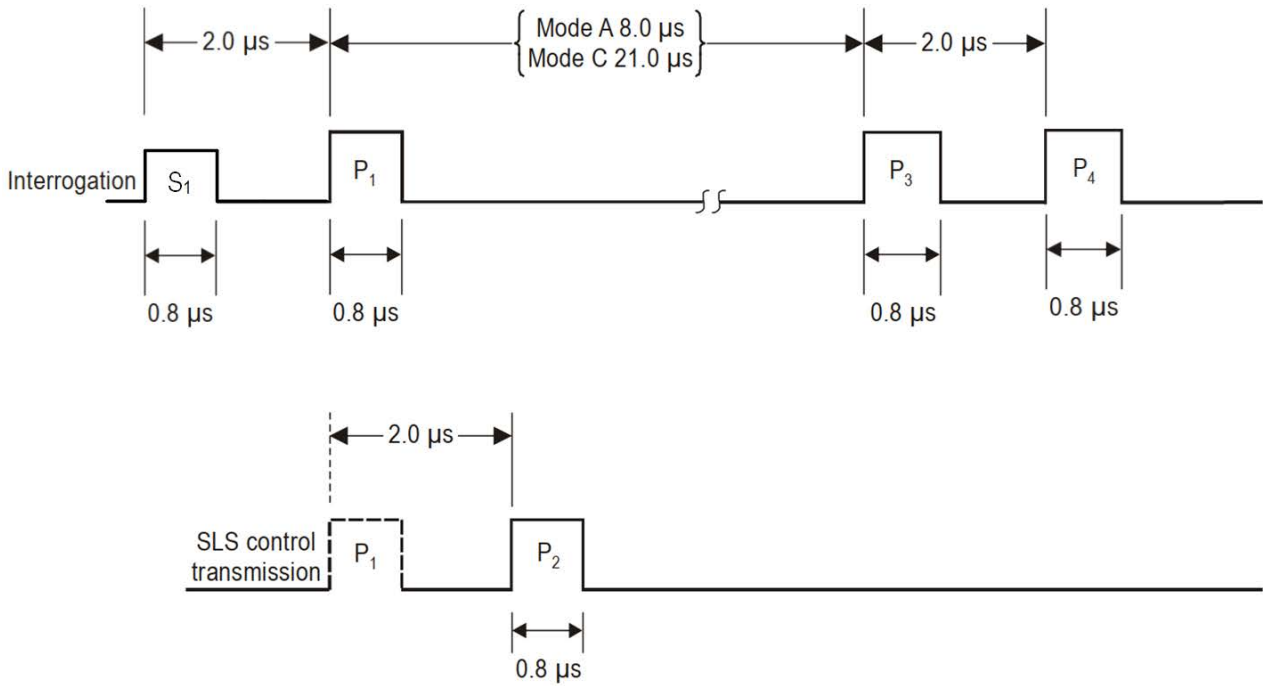 2.0 µs
Mode A 8.0 µs
Mode C 21.0 µs
2.0 µs
Interrogation
S1
P1
P3
P4
0.8 µs
0.8 µs
0.8 µs
0.8 µs
2.0 µs
SLS control
transmission
P1
P2
0.8 µs